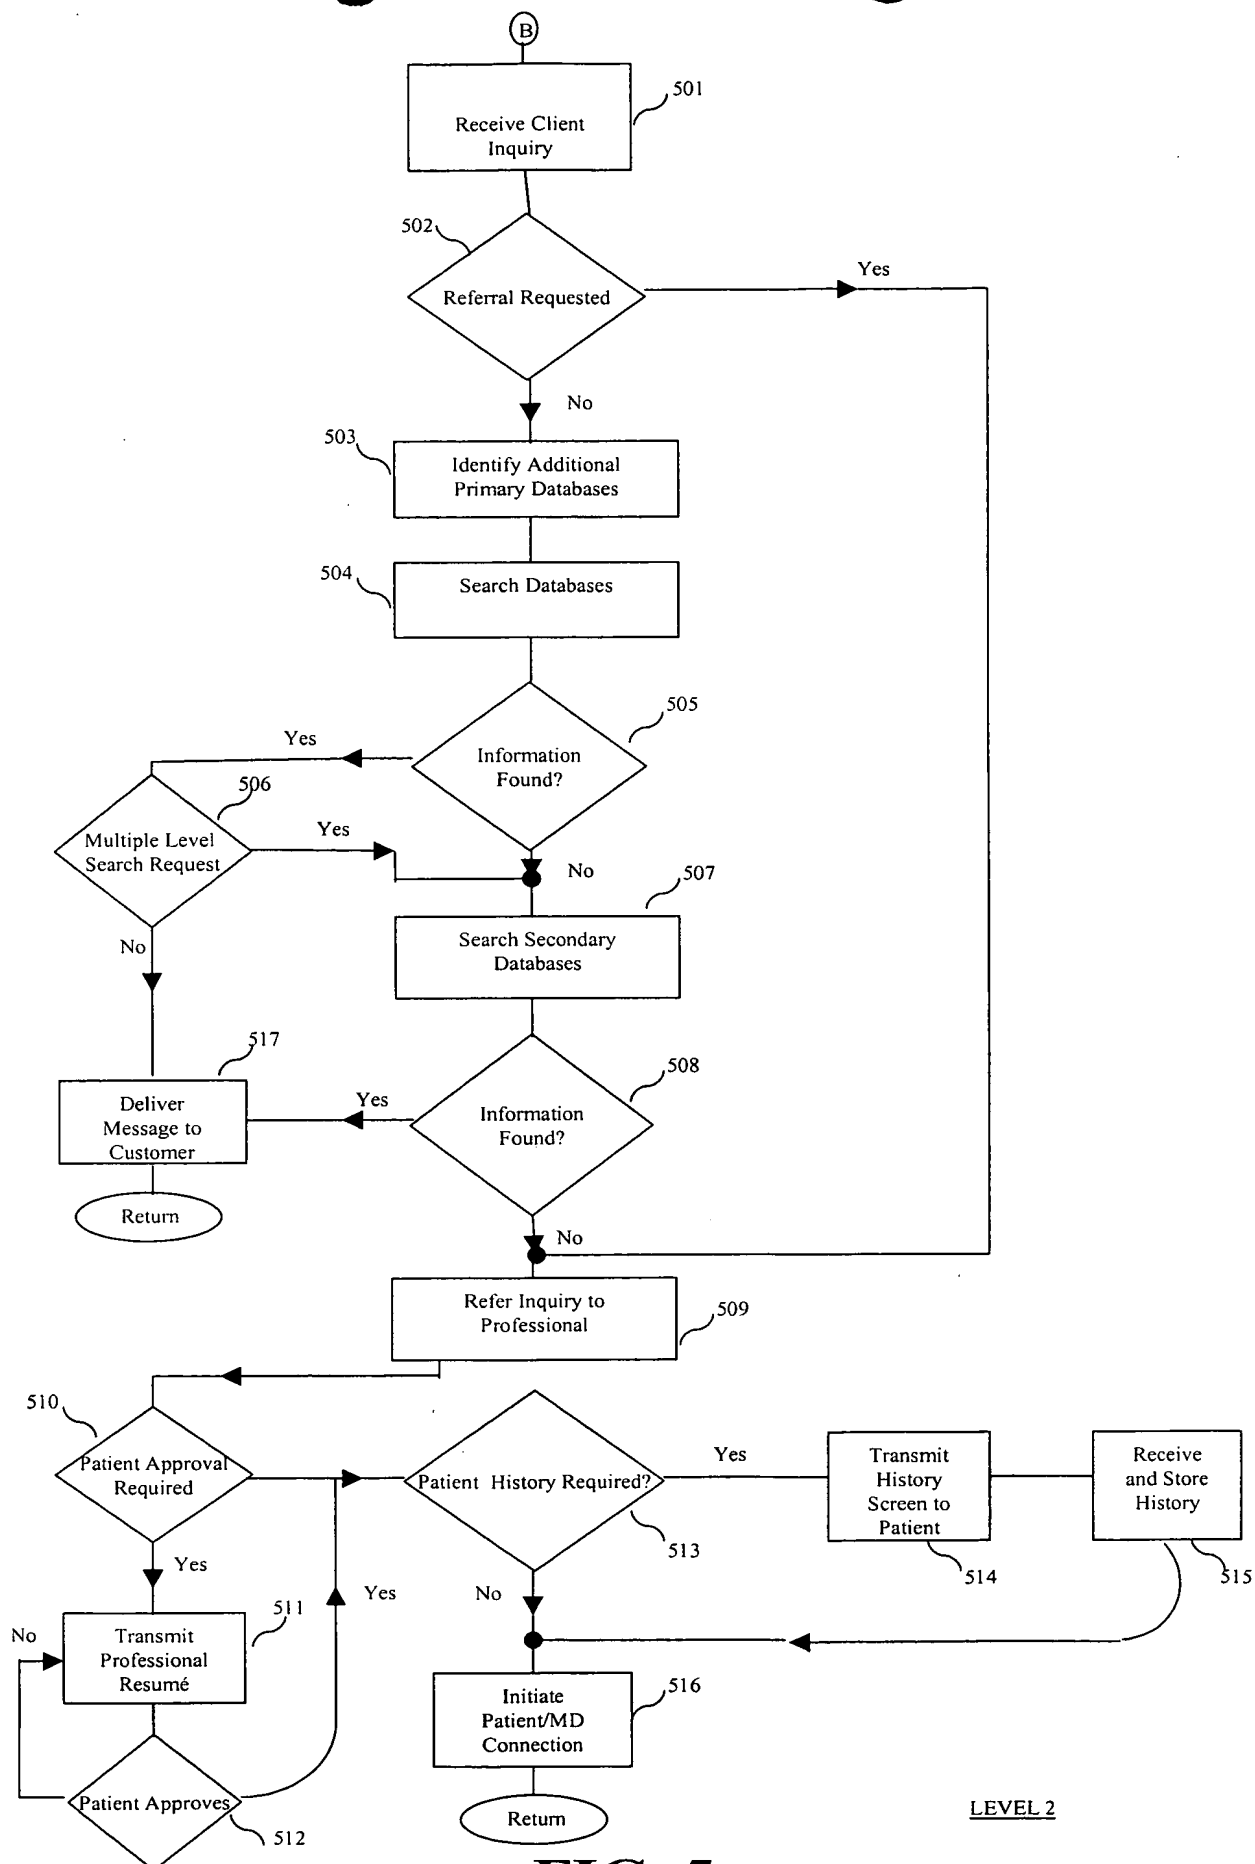 B
501
Receive Client
Inquiry
502
Yes
Referral Requested
No
503
Identify Additional
Primary Databases
504
Search Databases
505
Yes
Information
Found?
506
Yes
Multiple Level
Search Request
No
507
No
Search Secondary
Databases
517
508
Deliver
Message to
Customer
Yes
Information
Found?
Return
No
Refer Inquiry to
Professional
509
510
Patient Approval
Required
Patient History Required?
Yes
Transmit
History
Screen to
Patient
Receive
and Store
History
513
514
515
Yes
No
Yes
511
No
Transmit
Professional
Resumé
516
Initiate
Patient/MD
Connection
Patient Approves
512
Return
LEVEL 2